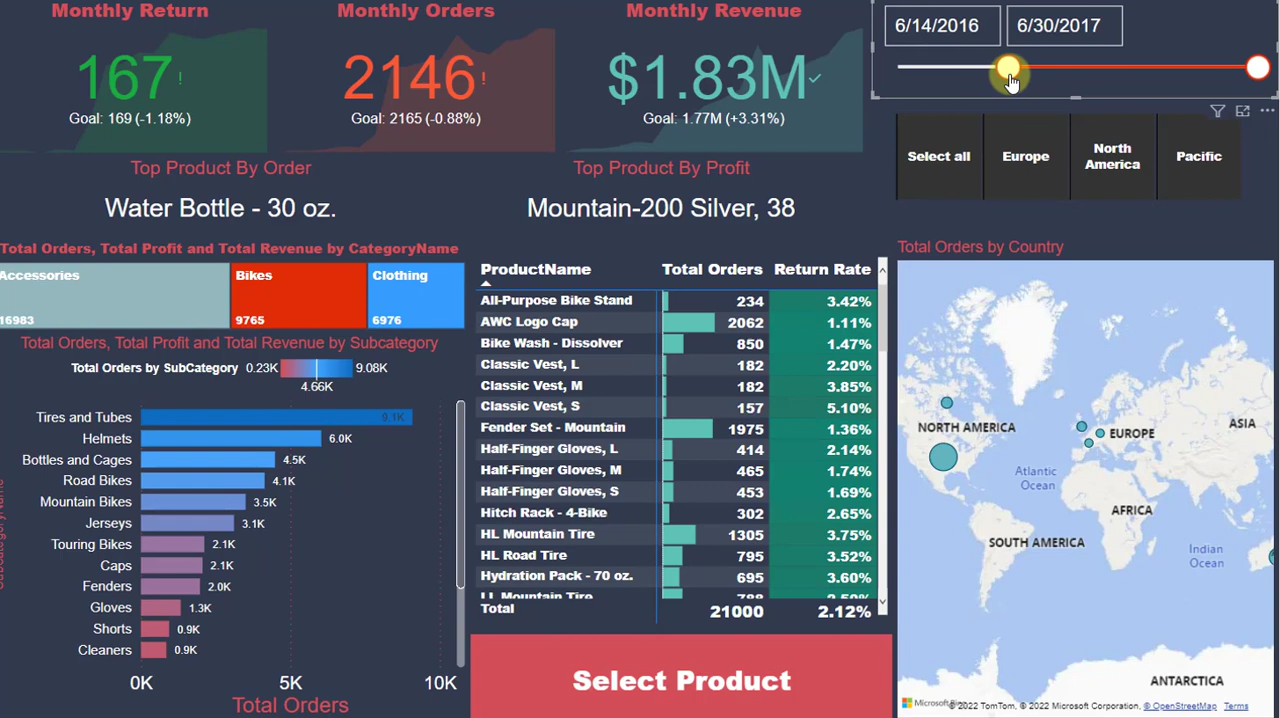 Monthly Return
167!
Goal: 169 (-1.18%)
Monthly Orders
2146!
Goal: 2165 (-0.88%)
Monthly Revenue
$1.83M
Goal: 1.77M (+3.31%)
6/14/2016
6/30/2017
Select all
Europe
North
America
Pacific
Top Product By Order
Water Bottle - 30 oz.
Top Product By Profit
Mountain-200 Silver, 38
Total Orders, Total Profit and Total Revenue by CategoryName
Accessories
16983
Bikes
9765
Clothing
6976
Total Orders, Total Profit and Total Revenue by Subcategory
Total Orders by SubCategory 0.23K 9.08K
4.66K
Tires and Tubes 9.1K
Helmets 6.0K
Bottles and Cages 4.5K
Road Bikes 4.1K
Mountain Bikes 3.5K
Jerseys 3.1K
Touring Bikes 2.1K
Caps 2.1K
Fenders 2.0K
Gloves 1.3K
Shorts 0.9K
Cleaners 0.9K
0K 5K 10K
Total Orders
ProductName Total Orders Return Rate
All-Purpose Bike Stand 234 3.42%
AWC Logo Cap 2062 1.11%
Bike Wash - Dissolver 850 1.47%
Classic Vest, L 182 2.20%
Classic Vest, M 182 3.85%
Classic Vest, S 157 5.10%
Fender Set - Mountain 1975 1.36%
Half-Finger Gloves, L 414 2.14%
Half-Finger Gloves, M 465 1.74%
Half-Finger Gloves, S 453 1.69%
Hitch Rack - 4-Bike 302 2.65%
HL Mountain Tire 1305 3.75%
HL Road Tire 795 3.52%
Hydration Pack - 70 oz. 695 3.60%
LL Mountain Tire
Total 21000 2.12%
Select Product
Total Orders by Country
NORTH AMERICA
EUROPE
ASIA
Atlantic
Ocean
AFRICA
SOUTH AMERICA
Indian
Ocean
ANTARCTICA
Microsoft
© 2022 TomTom, © 2022 Microsoft Corporation, © OpenStreetMap Terms